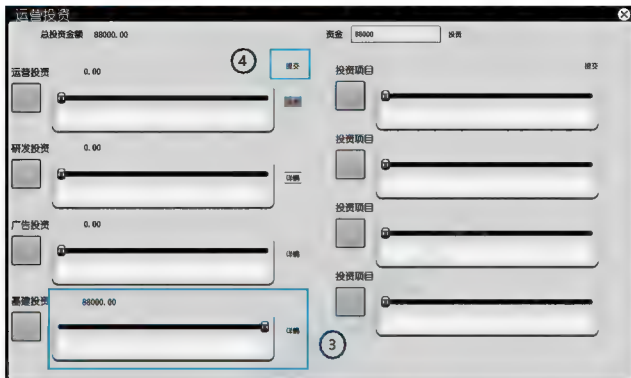 运营投资
总投资金额 88000.00
资金 88000 投资
④ 提交
运营投资 0.00
投资项目 提交
研发投资 0.00
投资项目
详情
广告投资 0.00
投资项目
详情
基建投资 88000.00
投资项目
详情
③